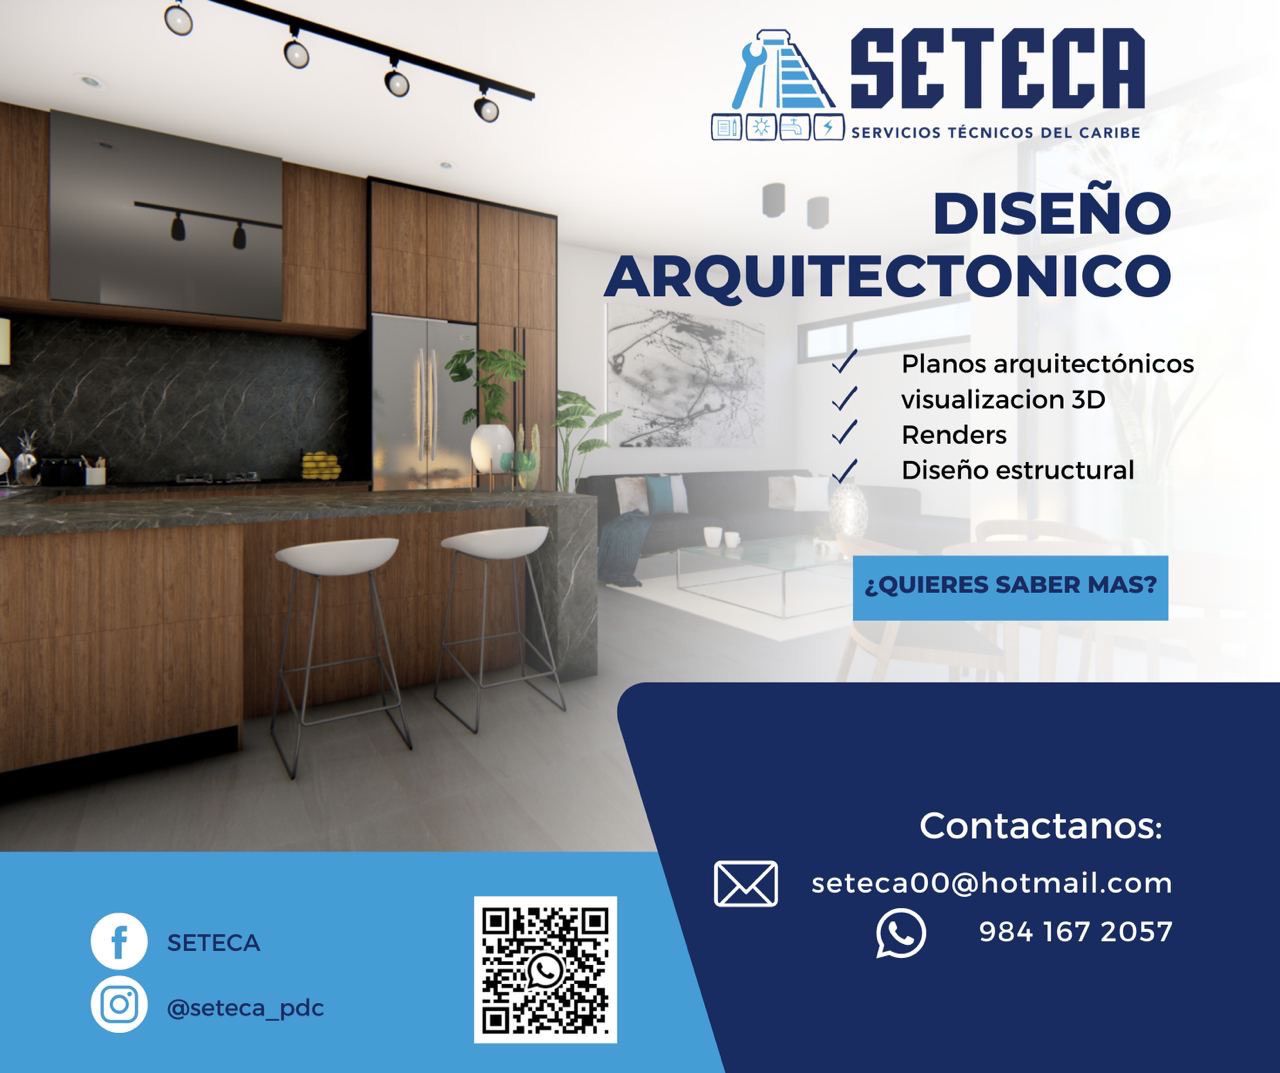 SETECA
SERVICIOS TÉCNICOS DEL CARIBE
DISEÑO
ARQUITECTONICO
Planos arquitectónicos
visualizacion 3D
Renders
Diseño estructural
¿QUIERES SABER MAS?
Contactanos:
seteca00@hotmail.com
984 167 2057
SETECA
@seteca_pdc